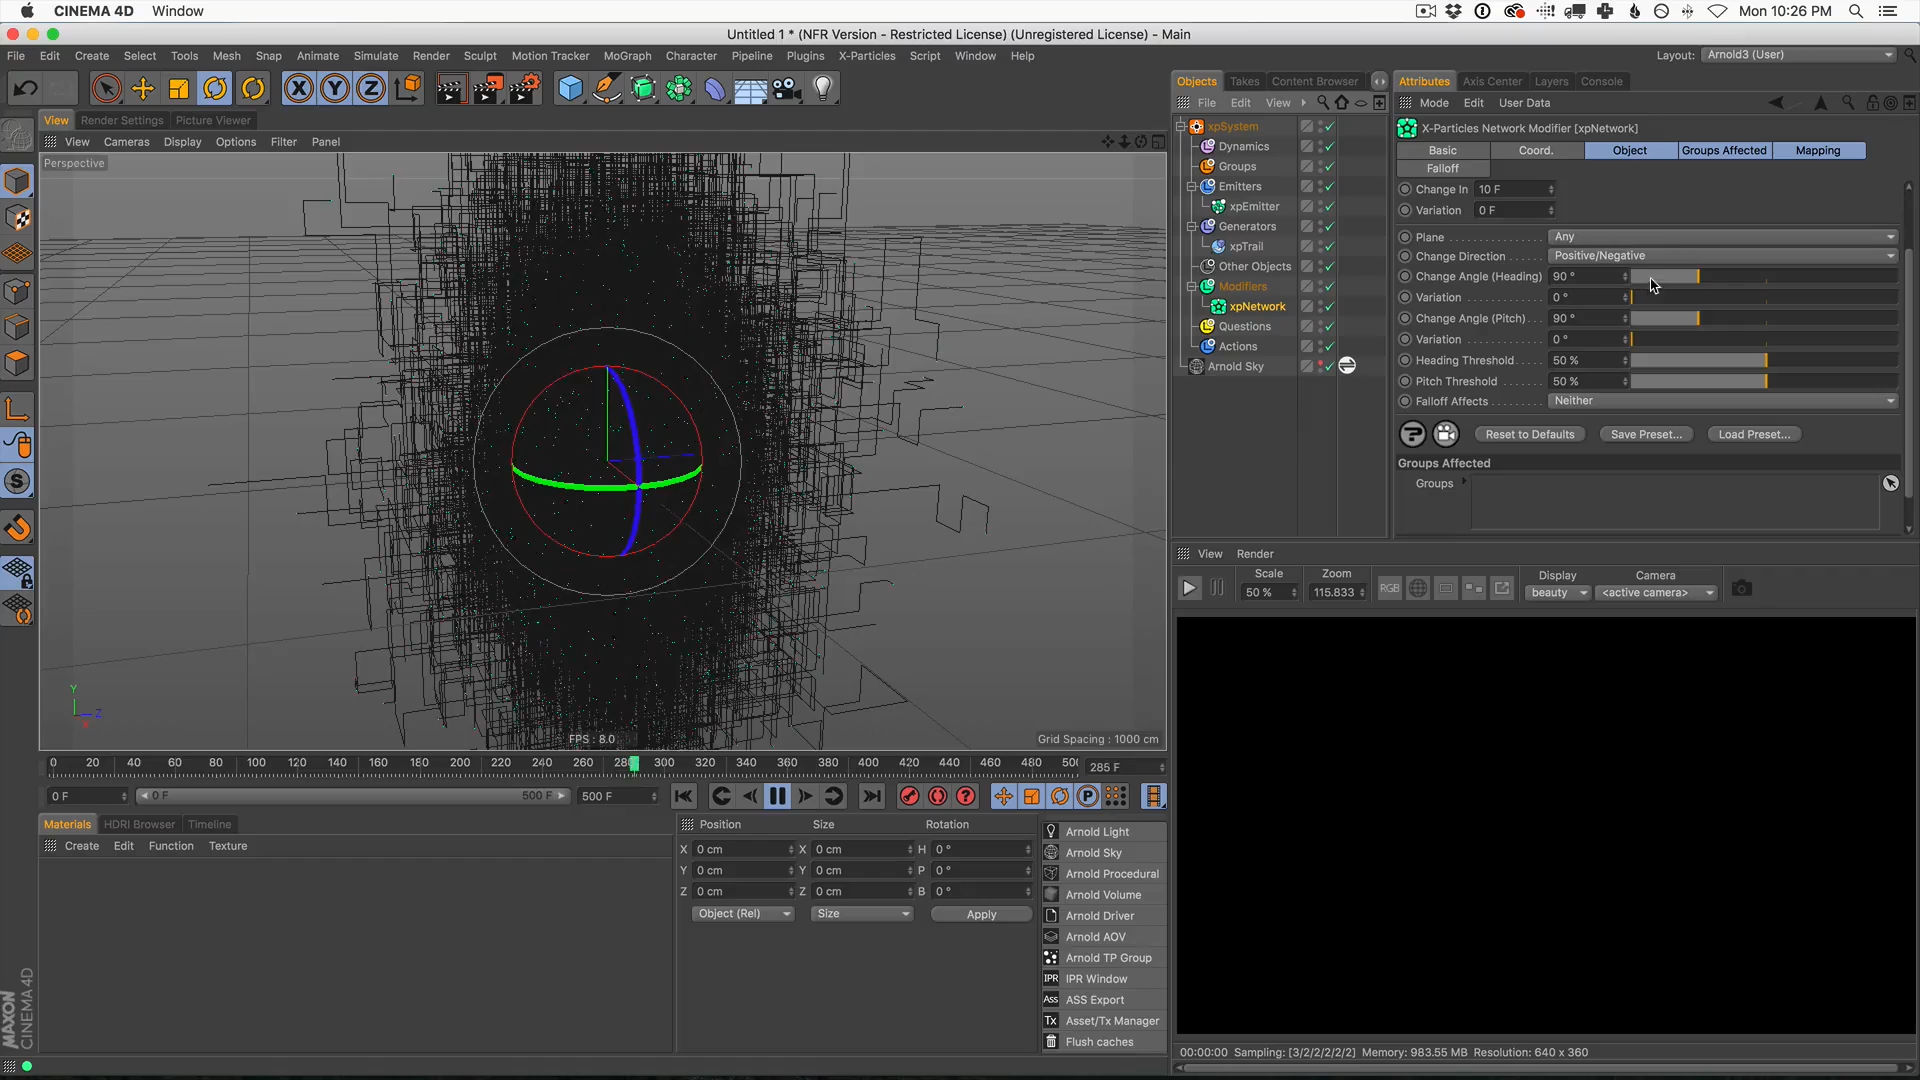 CINEMA 4D Window Mon 10:26 PM
Untitled 1 * (NFR Version - Restricted License) (Unregistered License) - Main
File Edit Create Select Tools Mesh Snap Animate Simulate Render Sculpt Motion Tracker MoGraph Character Pipeline Plugins X-Particles Script Window Help Layout: Arnold3 (User)
X Y Z
Objects Takes Content Browser
Attributes Axis Center Layers Console
File Edit View
Mode Edit User Data
View Render Settings Picture Viewer
View Cameras Display Options Filter Panel
Perspective
xpSystem
Dynamics
Groups
Emitters
xpEmitter
Generators
xpTrail
Other Objects
Modifiers
xpNetwork
Questions
Actions
Arnold Sky
X-Particles Network Modifier [xpNetwork]
Basic Coord. Object Groups Affected Mapping
Falloff
Change In 10 F
Variation 0 F
Plane Any
Change Direction Positive/Negative
Change Angle (Heading) 90 °
Variation 0 °
Change Angle (Pitch) 90 °
Variation 0 °
Heading Threshold 50 %
Pitch Threshold 50 %
Falloff Affects Neither
Reset to Defaults Save Preset... Load Preset...
Groups Affected
Groups
Y
Z
FPS : 8.0
Grid Spacing : 1000 cm
View Render
Scale Zoom Display Camera
50 % 115.833 RGB beauty <active camera>
0 20 40 60 80 100 120 140 160 180 200 220 240 260 280 300 320 340 360 380 400 420 440 460 480 500 285 F
0 F 0 F 500 F 500 F
P
Materials HDRI Browser Timeline
Create Edit Function Texture
Position Size Rotation
X 0 cm X 0 cm H 0 °
Y 0 cm Y 0 cm P 0 °
Z 0 cm Z 0 cm B 0 °
Object (Rel) Size Apply
Arnold Light
Arnold Sky
Arnold Procedural
Arnold Volume
Arnold Driver
Arnold AOV
Arnold TP Group
IPR IPR Window
Ass ASS Export
Tx Asset/Tx Manager
Flush caches
MAXON
CINEMA 4D
00:00:00 Sampling: [3/2/2/2/2/2] Memory: 983.55 MB Resolution: 640 x 360